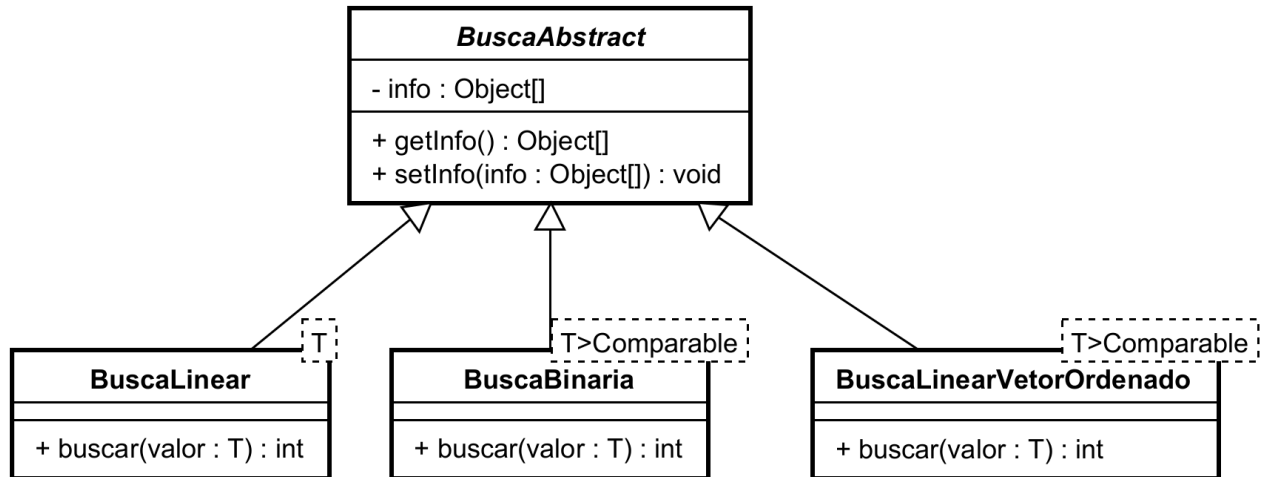 BuscaAbstract
- info : Object[]
+ getInfo() : Object[]
+ setInfo(info : Object[]) : void
T
BuscaLinear
+ buscar(valor : T) : int
T>Comparable
BuscaBinaria
+ buscar(valor : T) : int
T>Comparable
BuscaLinearVetorOrdenado
+ buscar(valor : T) : int